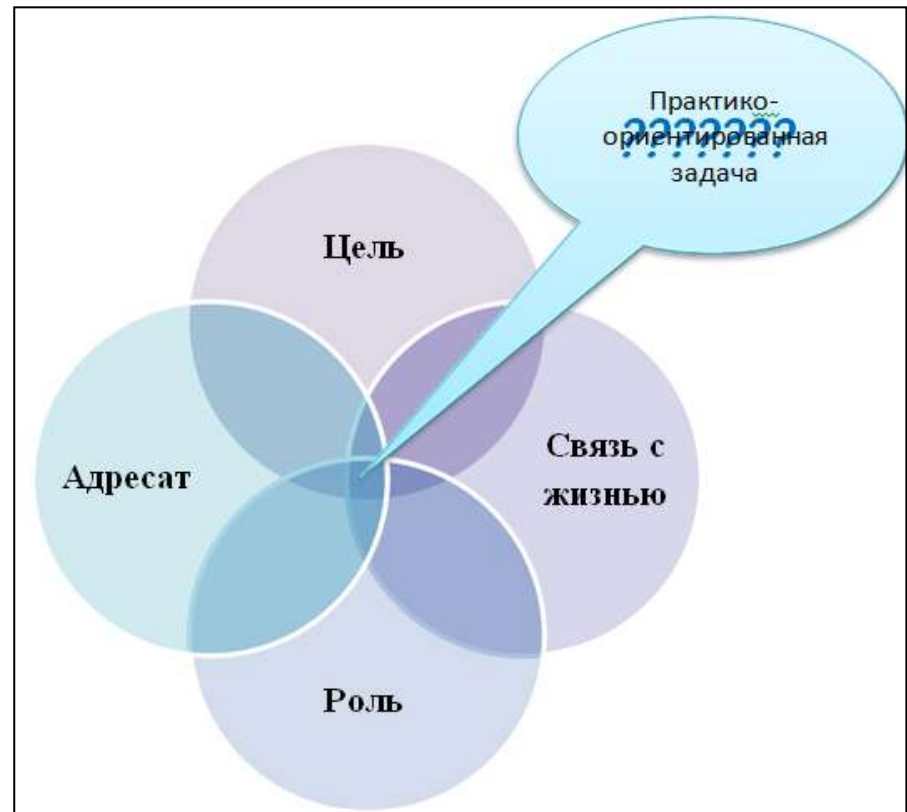 Практико-
ориентированная
???????
задача
Цель
Связь с
жизнью
Адресат
Роль